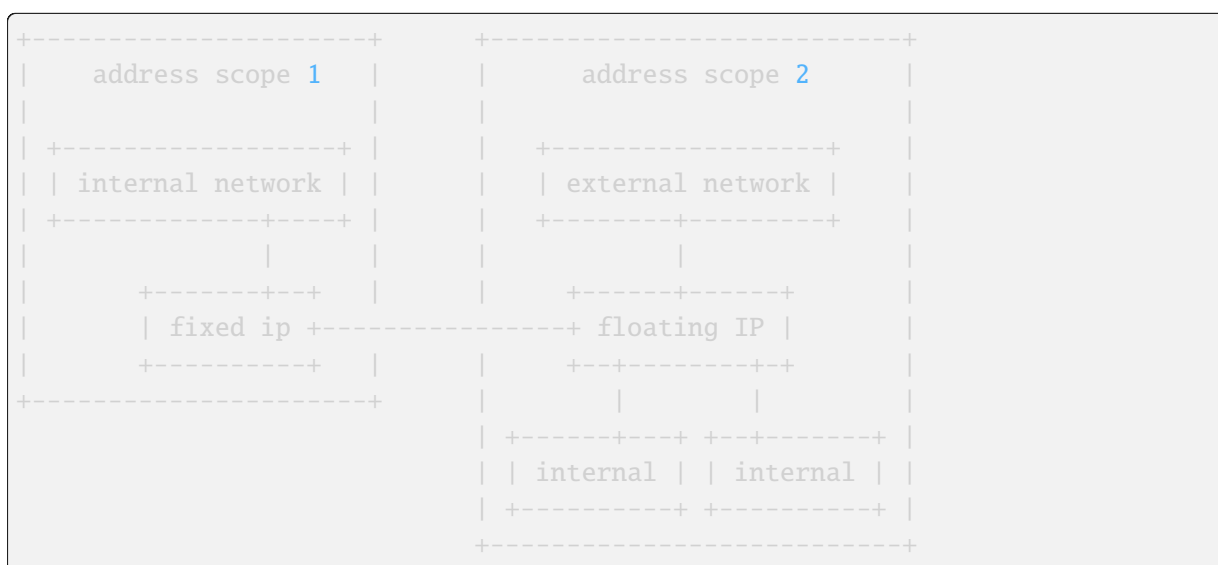 +----------------------+      +---------------------------+
|    address scope 1   |      |      address scope 2      |
|                      |      |                           |
| +------------------+ |      |   +------------------+    |
| | internal network | |      |   | external network |    |
| +-------------+----+ |      |   +--------+---------+    |
|               |      |      |            |              |
|       +-------+--+   |      |     +------+------+       |
|       | fixed ip +----------------+ floating IP |       |
|       +----------+   |      |     +--+--------+-+       |
+----------------------+      |        |        |         |
                              | +------+---+ +--+-------+ |
                              | | internal | | internal | |
                              | +----------+ +----------+ |
                              +---------------------------+